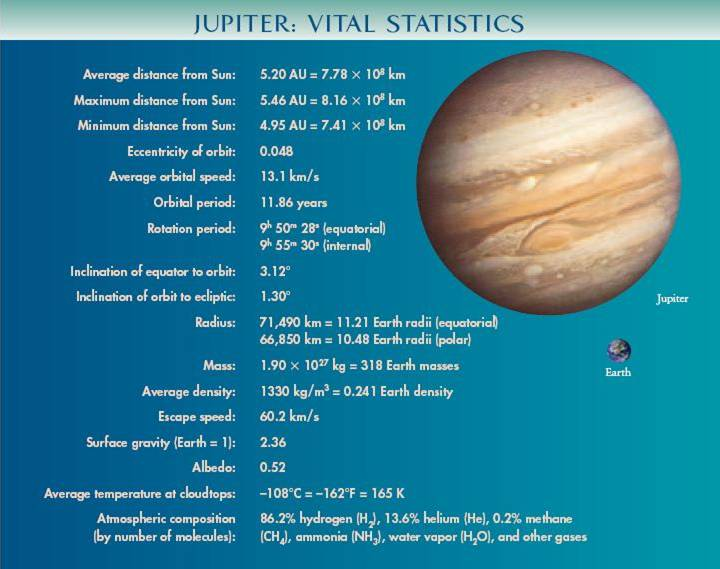 JUPITER: VITAL STATISTICS
Average distance from Sun: 5.20 AU = 7.78 × 10⁸ km
Maximum distance from Sun: 5.46 AU = 8.16 × 10⁸ km
Minimum distance from Sun: 4.95 AU = 7.41 × 10⁸ km
Eccentricity of orbit: 0.048
Average orbital speed: 13.1 km/s
Orbital period: 11.86 years
Rotation period: 9ʰ 50ᵐ 28ˢ (equatorial)
9ʰ 55ᵐ 30ˢ (internal)
Inclination of equator to orbit: 3.12°
Inclination of orbit to ecliptic: 1.30°
Jupiter
Radius: 71,490 km = 11.21 Earth radii (equatorial)
66,850 km = 10.48 Earth radii (polar)
Mass: 1.90 × 10²⁷ kg = 318 Earth masses
Earth
Average density: 1330 kg/m³ = 0.241 Earth density
Escape speed: 60.2 km/s
Surface gravity (Earth = 1): 2.36
Albedo: 0.52
Average temperature at cloudtops: –108°C = –162°F = 165 K
Atmospheric composition 86.2% hydrogen (H₂), 13.6% helium (He), 0.2% methane
(by number of molecules): (CH₄), ammonia (NH₃), water vapor (H₂O), and other gases